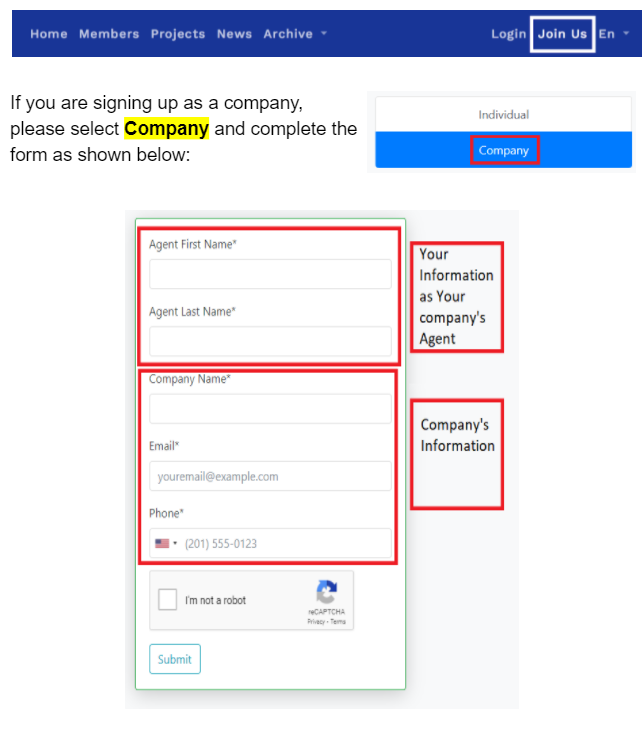 Home Members Projects News Archive Login Join Us En
If you are signing up as a company,
please select Company and complete the
form as shown below:
Individual
Company
Agent First Name*
Agent Last Name*
Your
Information
as Your
company's
Agent
Company Name*
Email*
youremail@example.com
Phone*
(201) 555-0123
Company's
Information
I'm not a robot
reCAPTCHA
Privacy - Terms
Submit